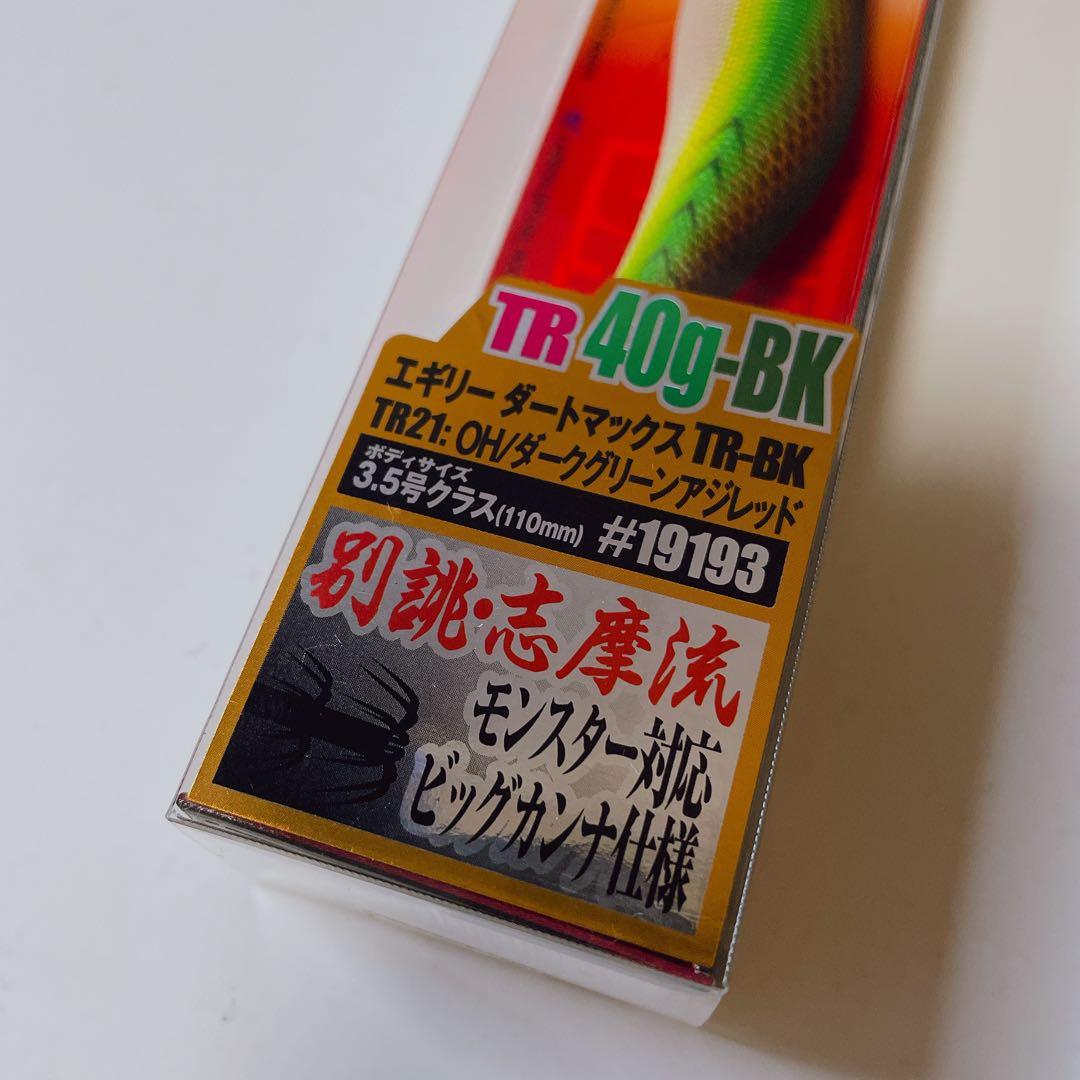 TR 40g-BK
エギリー ダートマックス TR-BK
TR21: OH/ダークグリーンアジレッド
ボディサイズ
3.5号クラス(110mm) #19193
別誂・志摩流
モンスター対応
ビッグカンナ仕様